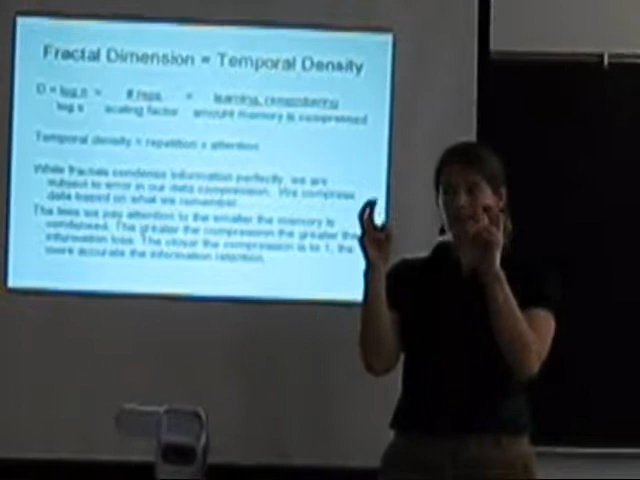 Fractal Dimension = Temporal Density
D = log n = # reps = learning, remembering
log s scaling factor amount memory is compressed
Temporal density = repetition x attention
While fractals condense information perfectly, we are
subject to error in our data compression. We compress
data based on what we remember.
The less we pay attention to the smaller the memory is
condensed. The greater the compression the greater the
information loss. The closer the compression is to 1, the
more accurate the information retention.